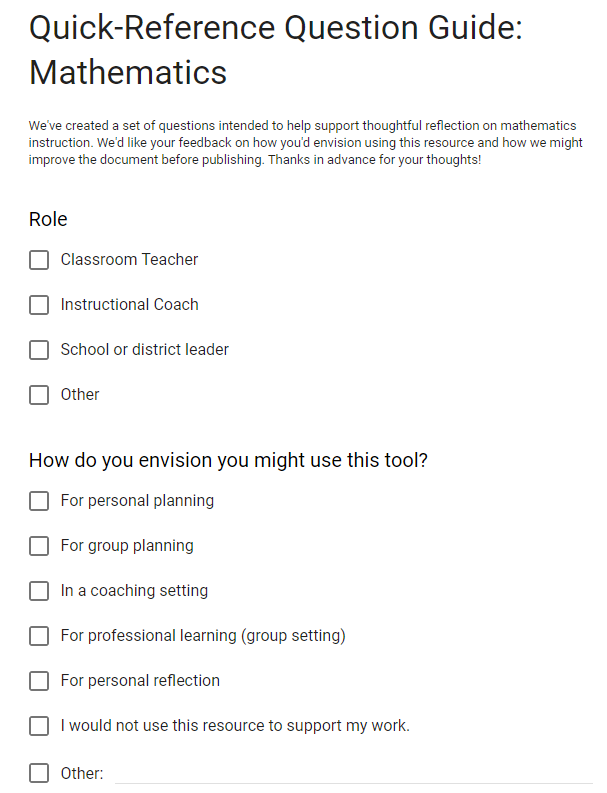 Quick-Reference Question Guide:
Mathematics
We've created a set of questions intended to help support thoughtful reflection on mathematics
instruction. We'd like your feedback on how you'd envision using this resource and how we might
improve the document before publishing. Thanks in advance for your thoughts!
Role
Classroom Teacher
Instructional Coach
School or district leader
Other
How do you envision you might use this tool?
For personal planning
For group planning
In a coaching setting
For professional learning (group setting)
For personal reflection
I would not use this resource to support my work.
Other: